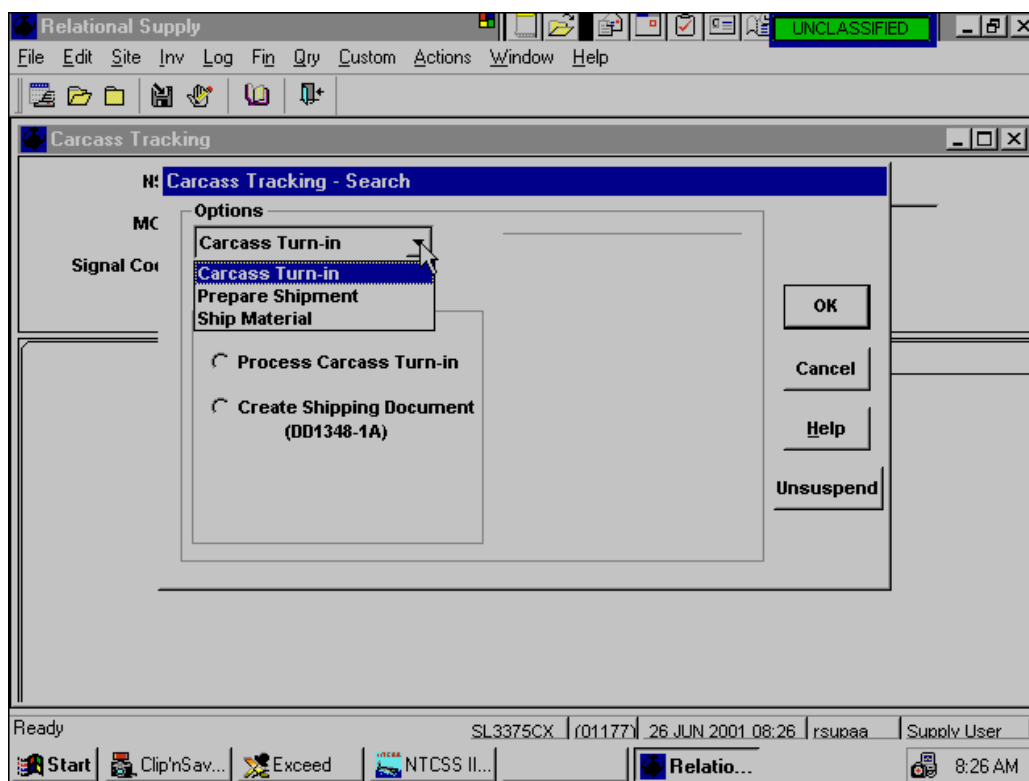 Relational Supply UNCLASSIFIED
File Edit Site Inv Log Fin Qry Custom Actions Window Help
Carcass Tracking
Carcass Tracking - Search
Options
MC
Carcass Turn-in
Signal Co
Carcass Turn-in
Prepare Shipment
Ship Material
OK
Process Carcass Turn-in
Cancel
Create Shipping Document
(DD1348-1A)
Help
Unsuspend
Ready SL3375CX (01177) 26 JUN 2001 08:26 rsupaa Supply User
Start Clip'nSav... Exceed NTCSS II... Relatio... 8:26 AM